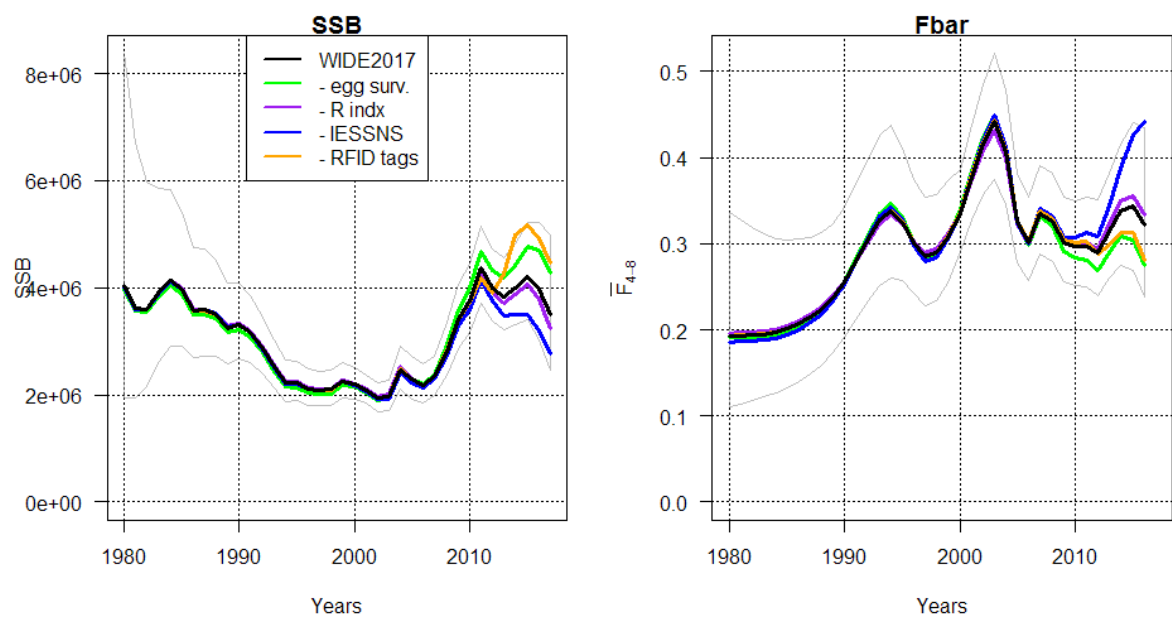 SSB
WIDE2017
- egg surv.
- R indx
- IESSNS
- RFID tags
SSB
8e+06
6e+06
4e+06
2e+06
0e+00
1980 1990 2000 2010
Years
Fbar
F̅4−8
0.5
0.4
0.3
0.2
0.1
0.0
1980 1990 2000 2010
Years